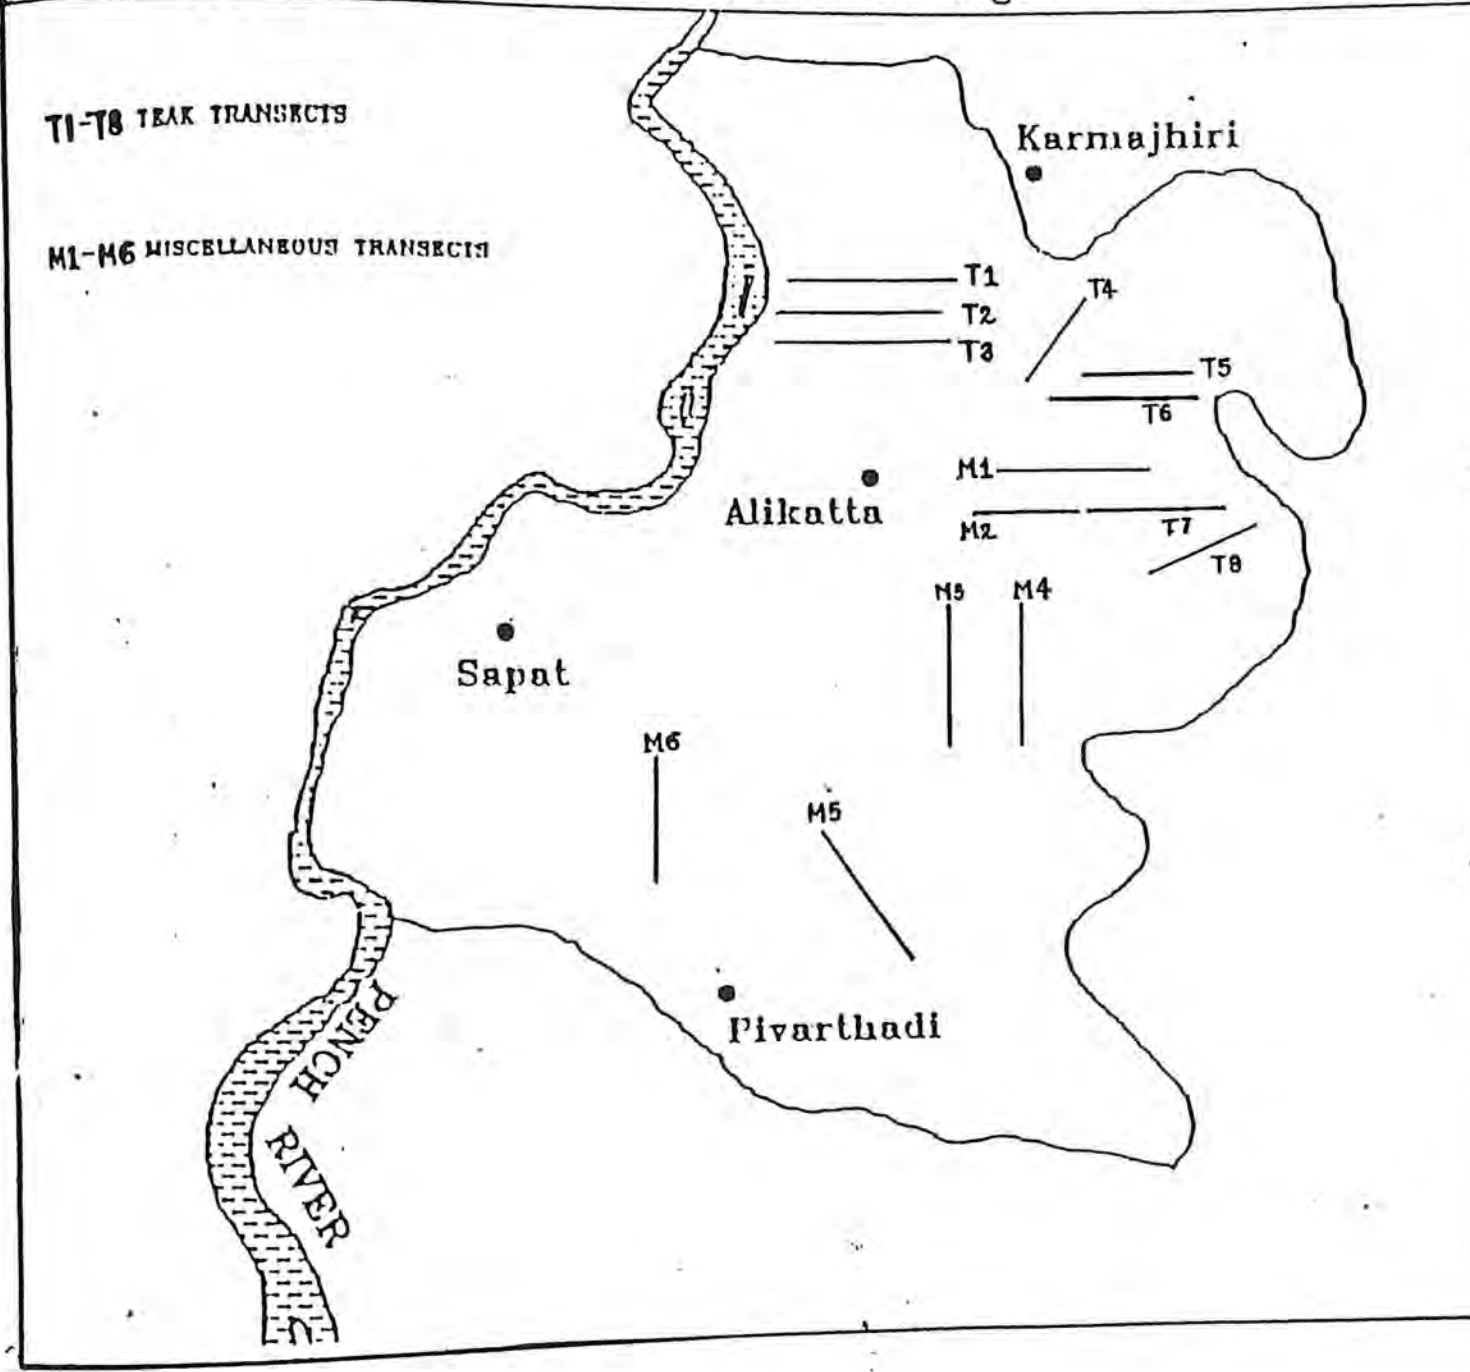 T1-T8 TEAK TRANSECTS
Karmajhiri
M1-M6 MISCELLANEOUS TRANSECTS
T1
T4
T2
T3
T5
T6
M1
Alikatta
M2
T7
T8
M3
M4
Sapat
M6
M5
Pivarthadi
PENCH
RIVER